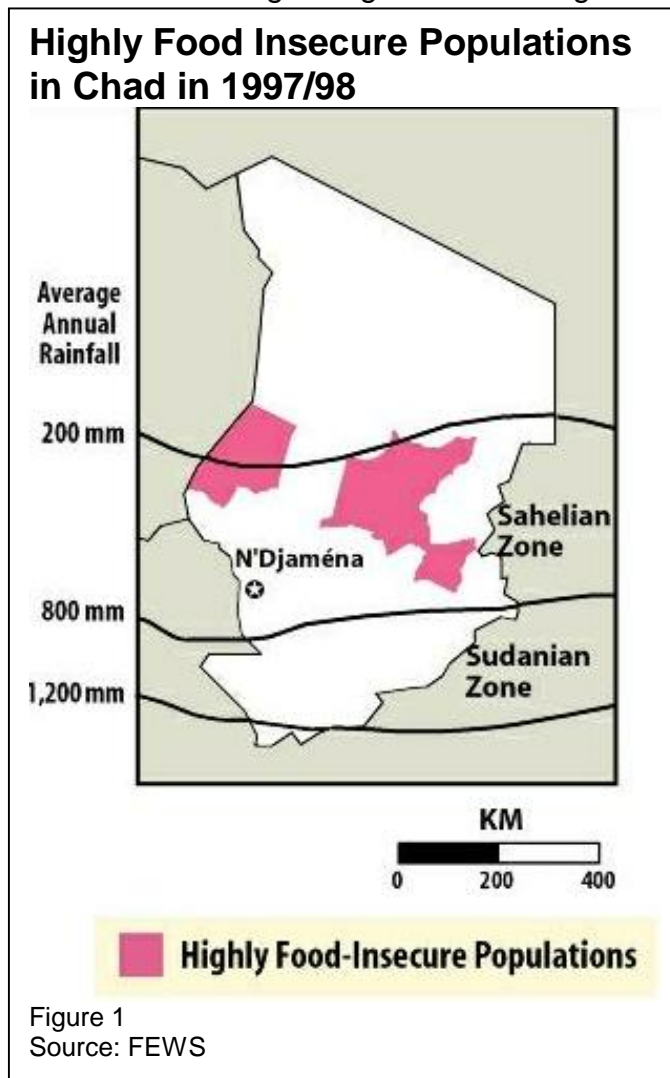 Highly Food Insecure Populations
in Chad in 1997/98
Average
Annual
Rainfall
200 mm
Sahelian
Zone
N'Djaména
800 mm
Sudanian
Zone
1,200 mm
KM
0 200 400
Highly Food-Insecure Populations
Figure 1
Source: FEWS